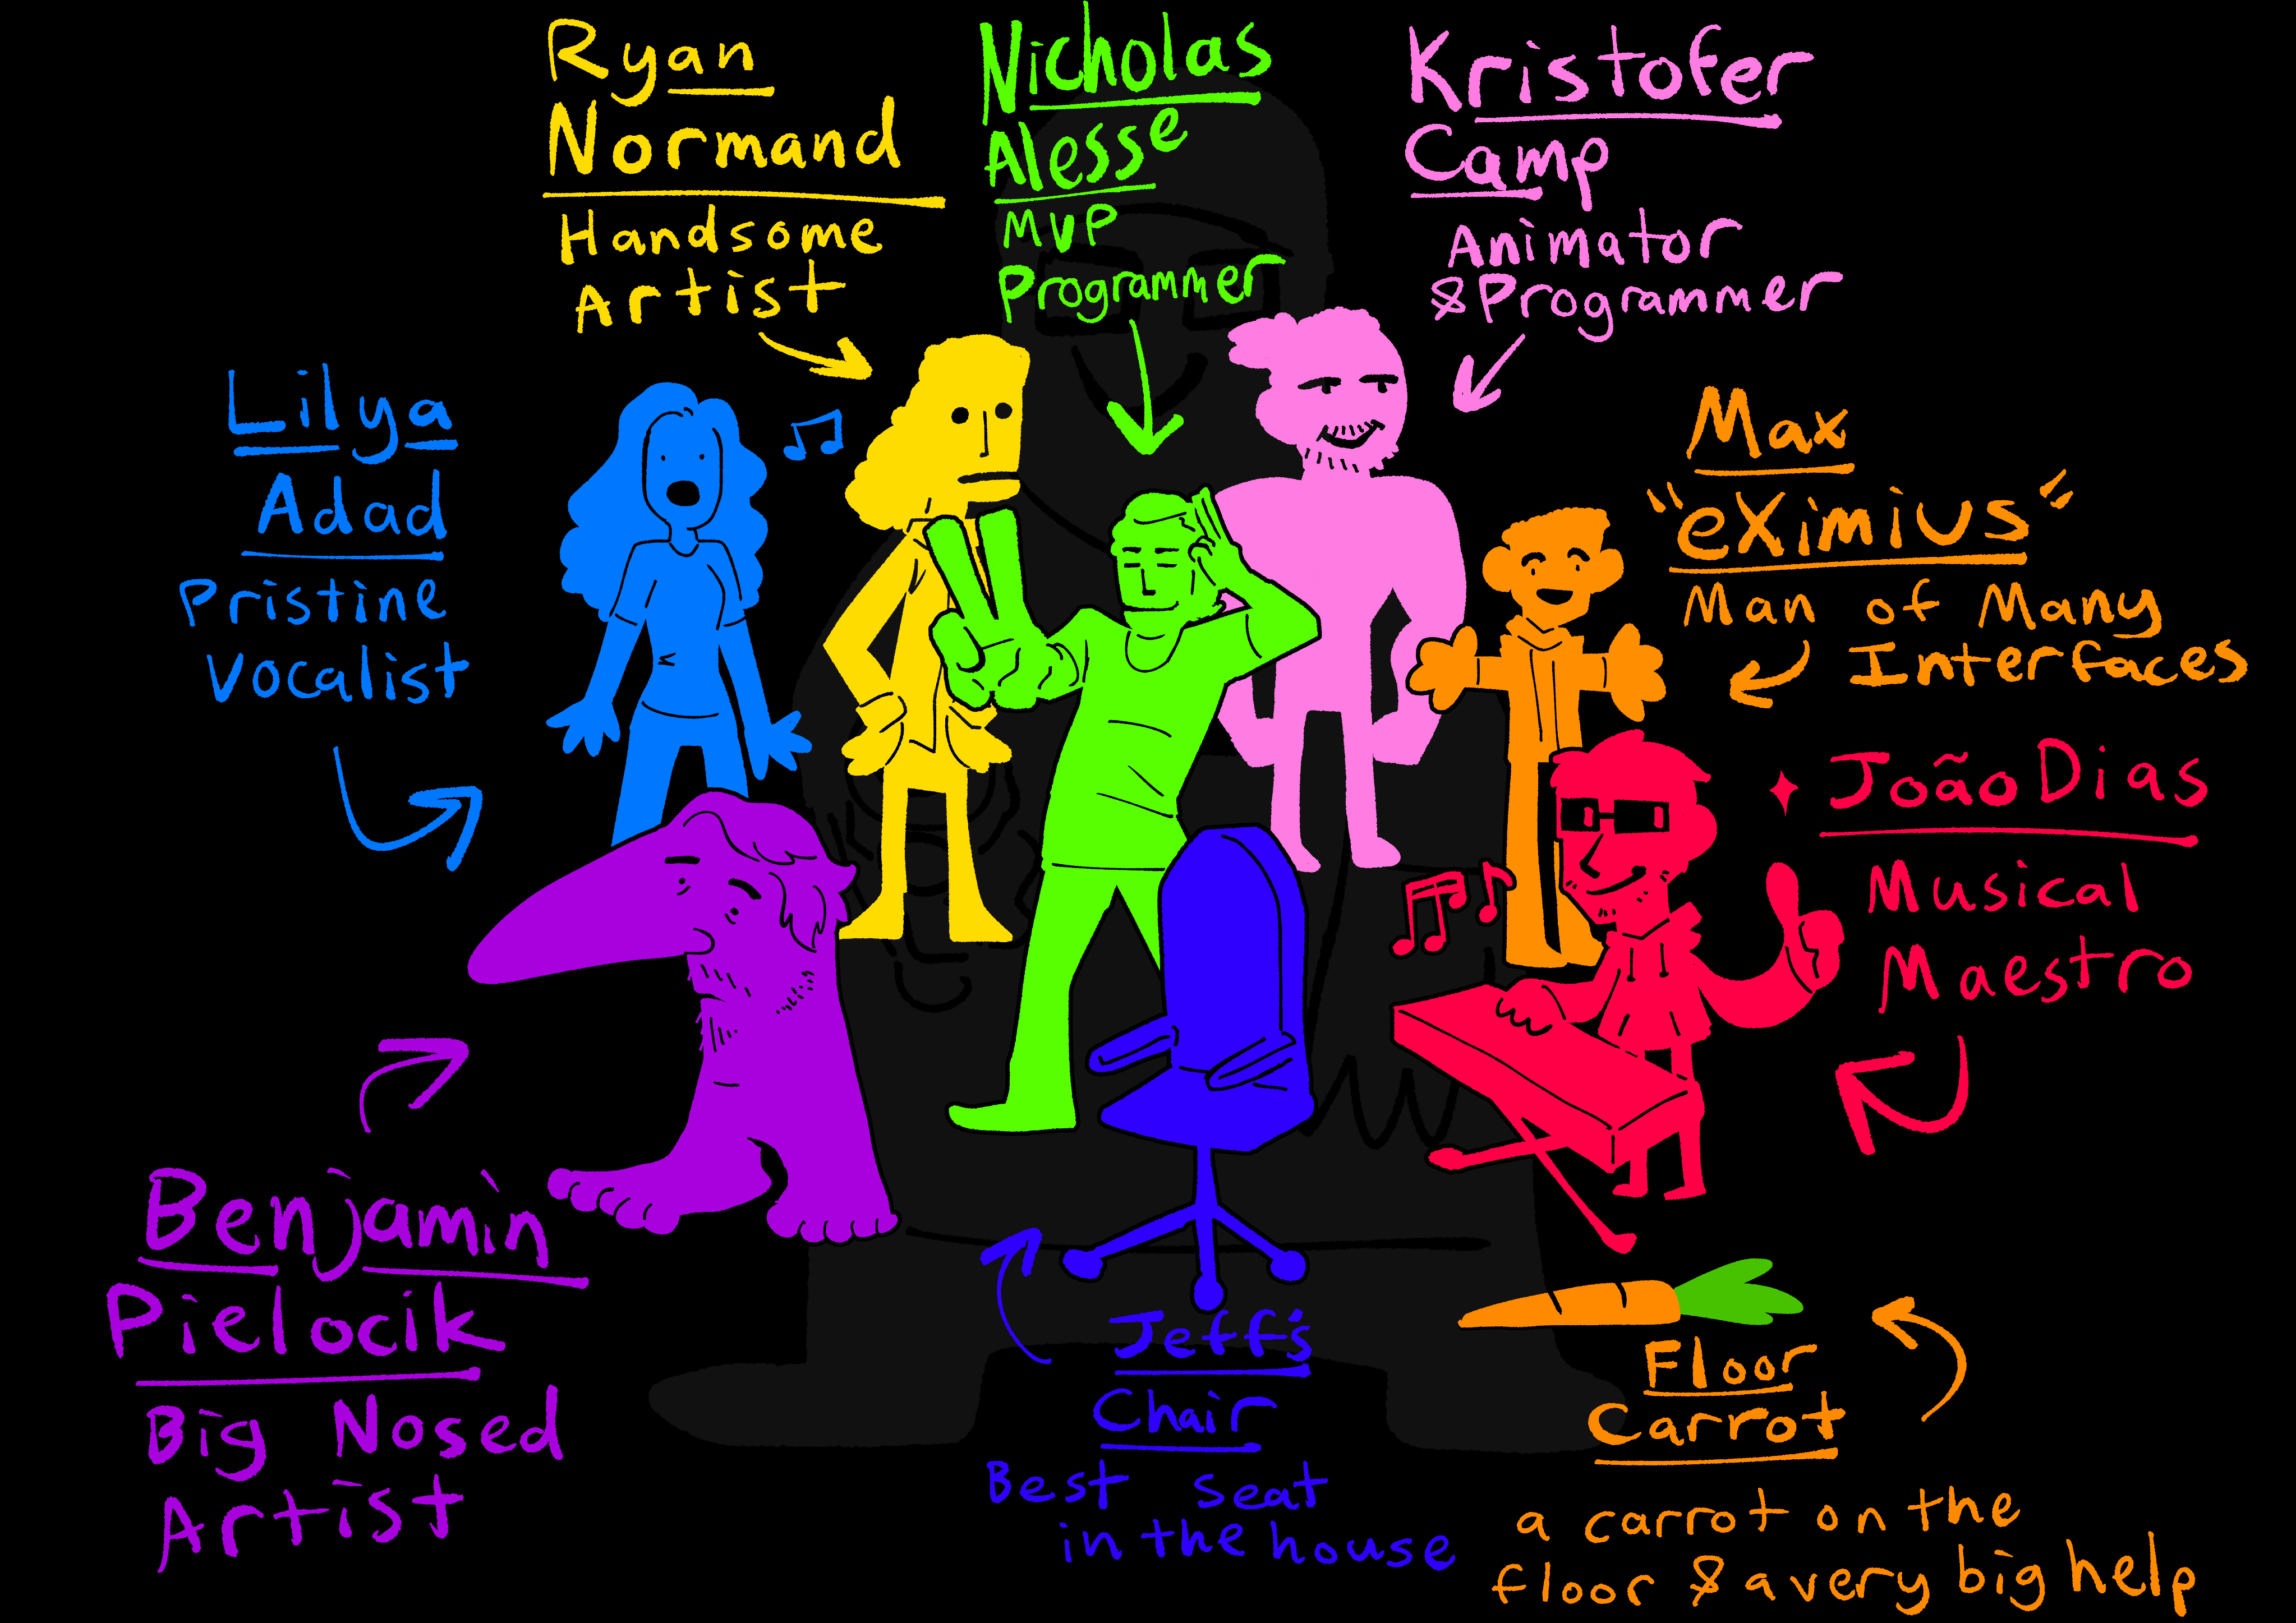 Ryan
Normand
Handsome
Artist
Nicholas
Alesse
MVP
Programmer
Kristofer
Camp
Animator
& Programmer
Lilya
Adad
Pristine
Vocalist
Max
"eXimius"
Man of Many
Interfaces
João Dias
Musical
Maestro
Benjamin
Pielocik
Big Nosed
Artist
Jeff's
Chair
Best seat
in the house
Floor
Carrot
a carrot on the
floor & a very big help